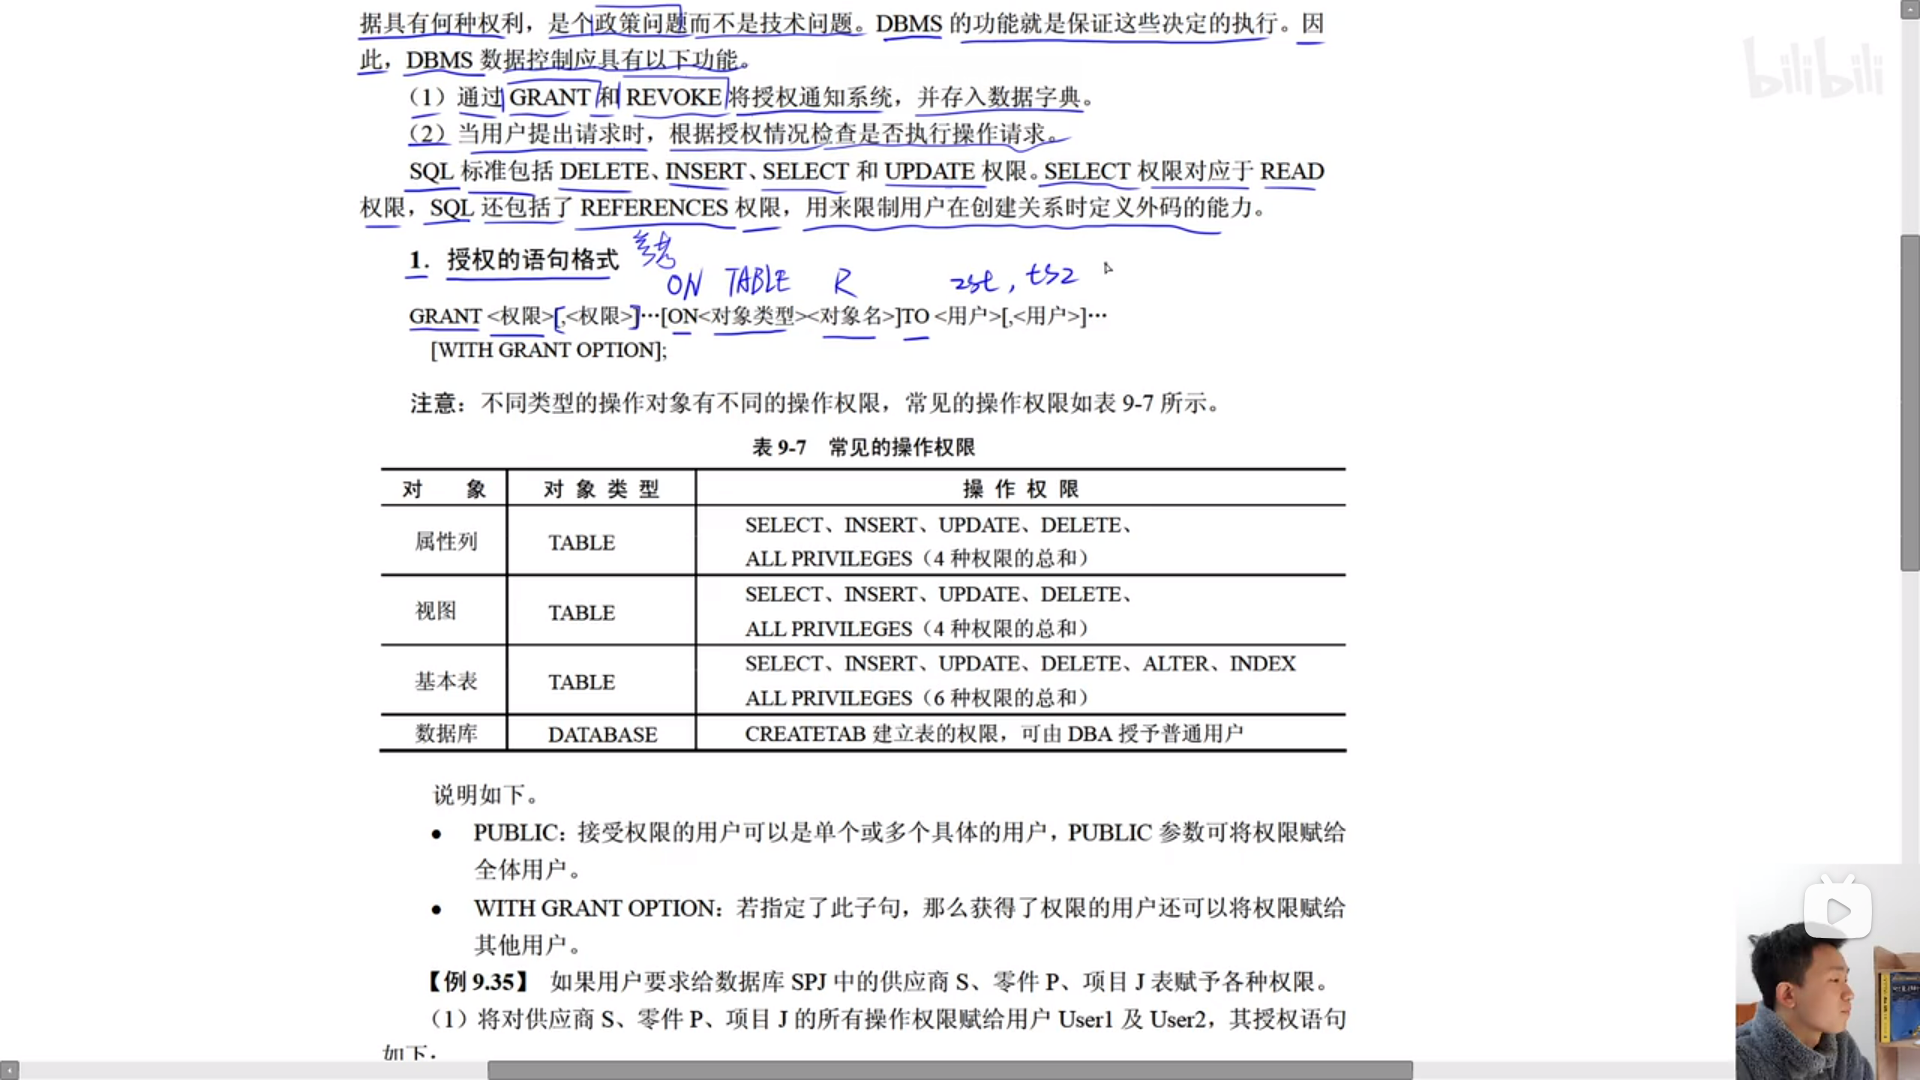 据具有何种权利，是个政策问题而不是技术问题。DBMS 的功能就是保证这些决定的执行。因
此，DBMS 数据控制应具有以下功能。
（1）通过 GRANT 和 REVOKE 将授权通知系统，并存入数据字典。
（2）当用户提出请求时，根据授权情况检查是否执行操作请求。
SQL 标准包括 DELETE、INSERT、SELECT 和 UPDATE 权限。SELECT 权限对应于 READ
权限，SQL 还包括了 REFERENCES 权限，用来限制用户在创建关系时定义外码的能力。
1．授权的语句格式
ON TABLE R
GRANT <权限>[,<权限>]…[ON<对象类型><对象名>]TO <用户>[,<用户>]…
[WITH GRANT OPTION];
注意：不同类型的操作对象有不同的操作权限，常见的操作权限如表 9-7 所示。
表 9-7 常见的操作权限
对 象 对 象 类 型 操 作 权 限
属性列 TABLE SELECT、INSERT、UPDATE、DELETE、
ALL PRIVILEGES（4 种权限的总和）
视图 TABLE SELECT、INSERT、UPDATE、DELETE、
ALL PRIVILEGES（4 种权限的总和）
基本表 TABLE SELECT、INSERT、UPDATE、DELETE、ALTER、INDEX
ALL PRIVILEGES（6 种权限的总和）
数据库 DATABASE CREATETAB 建立表的权限，可由 DBA 授予普通用户
说明如下。
● PUBLIC：接受权限的用户可以是单个或多个具体的用户，PUBLIC 参数可将权限赋给
全体用户。
● WITH GRANT OPTION：若指定了此子句，那么获得了权限的用户还可以将权限赋给
其他用户。
【例 9.35】 如果用户要求给数据库 SPJ 中的供应商 S、零件 P、项目 J 表赋予各种权限。
（1）将对供应商 S、零件 P、项目 J 的所有操作权限赋给用户 User1 及 User2，其授权语句
如下：
bilibili